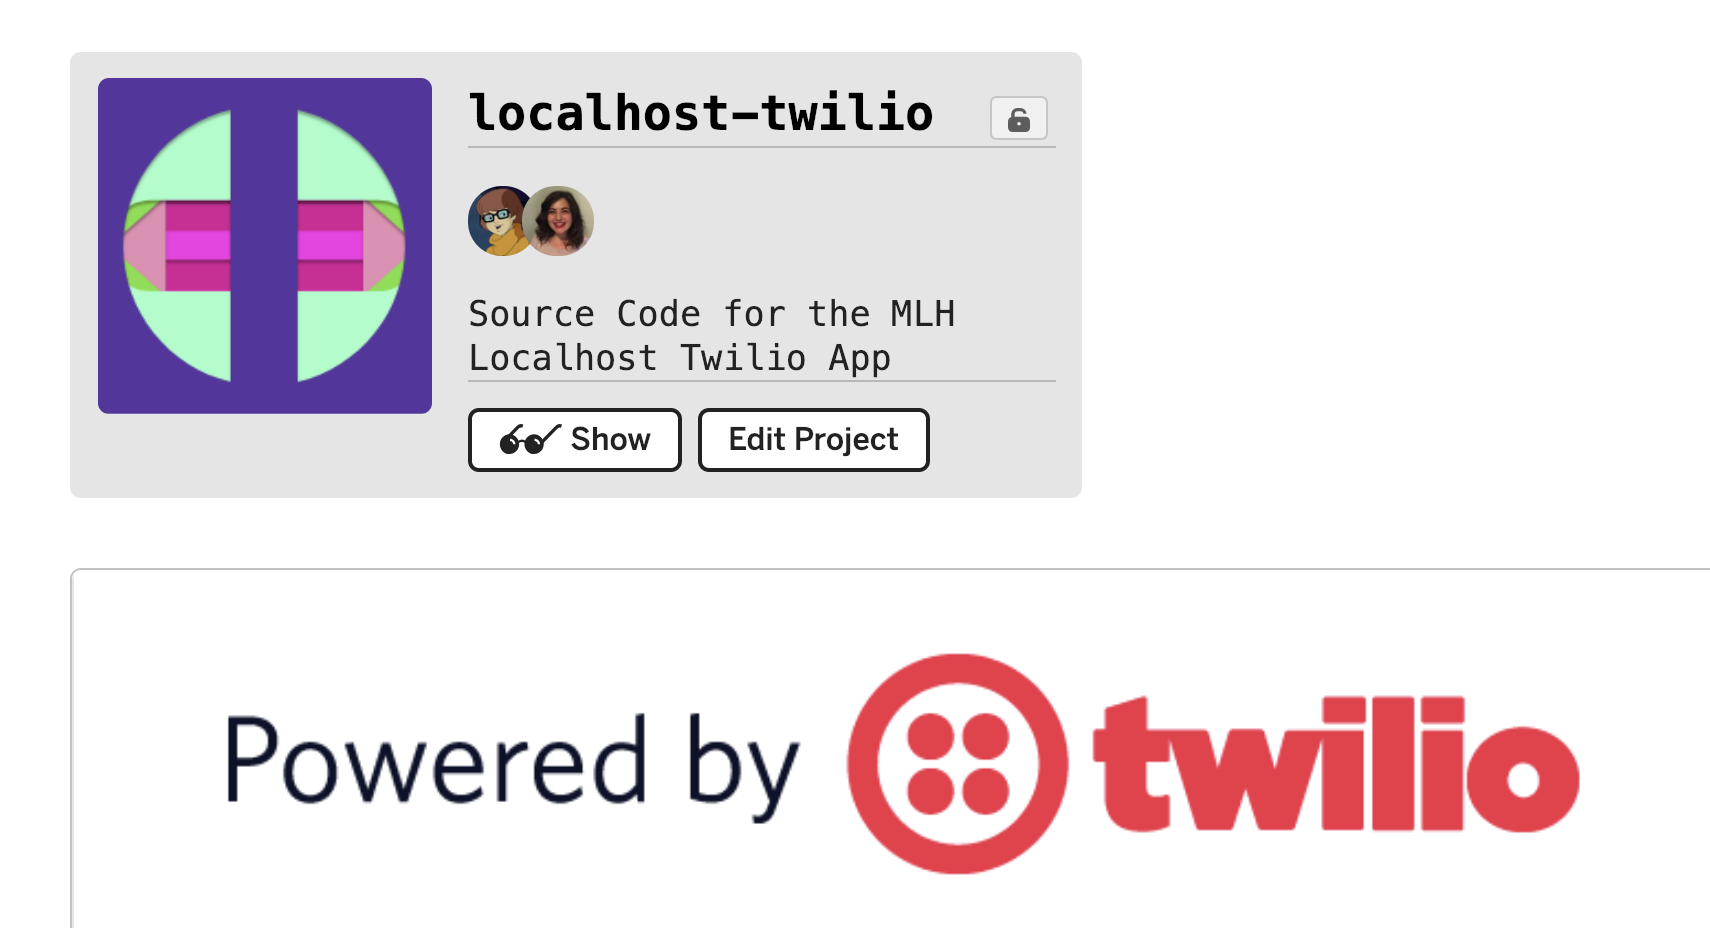 localhost-twilio
Source Code for the MLH
Localhost Twilio App
Show
Edit Project
Powered by twilio